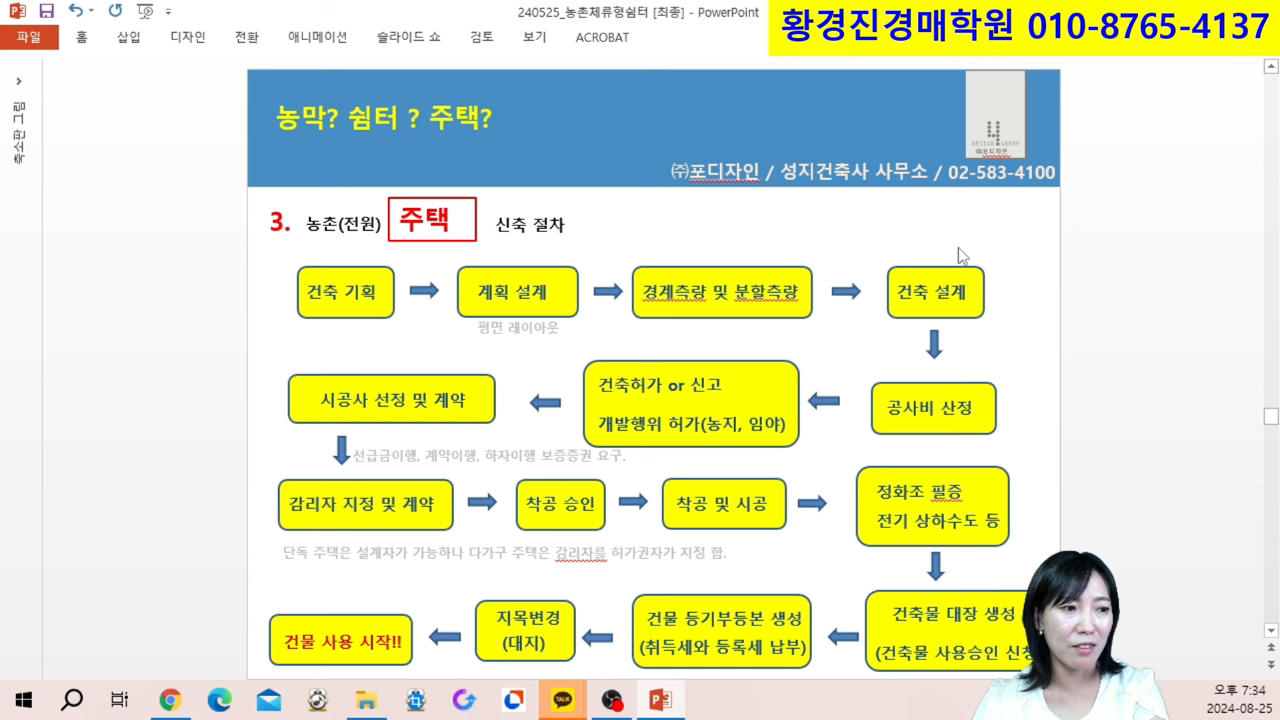 240525_농촌체류형쉼터 [최종] - PowerPoint
황경진경매학원 010-8765-4137
파일 홈 삽입 디자인 전환 애니메이션 슬라이드 쇼 검토 보기 ACROBAT
축소판 그림
농막? 쉼터 ? 주택?
DESIGN GROUP
㈜포디자인
㈜포디자인 / 성지건축사 사무소 / 02-583-4100
3. 농촌(전원) 주택 신축 절차
건축 기획
계획 설계
경계측량 및 분할측량
건축 설계
평면 레이아웃
시공사 선정 및 계약
건축허가 or 신고
개발행위 허가(농지, 임야)
공사비 산정
선급금이행, 계약이행, 하자이행 보증증권 요구.
감리자 지정 및 계약
착공 승인
착공 및 시공
정화조 필증
전기 상하수도 등
단독 주택은 설계자가 가능하나 다가구 주택은 감리자를 허가권자가 지정 함.
건물 사용 시작!!
지목변경
(대지)
건물 등기부등본 생성
(취득세와 등록세 납부)
건축물 대장 생성
(건축물 사용승인 신청
TALK
오후 7:34
2024-08-25